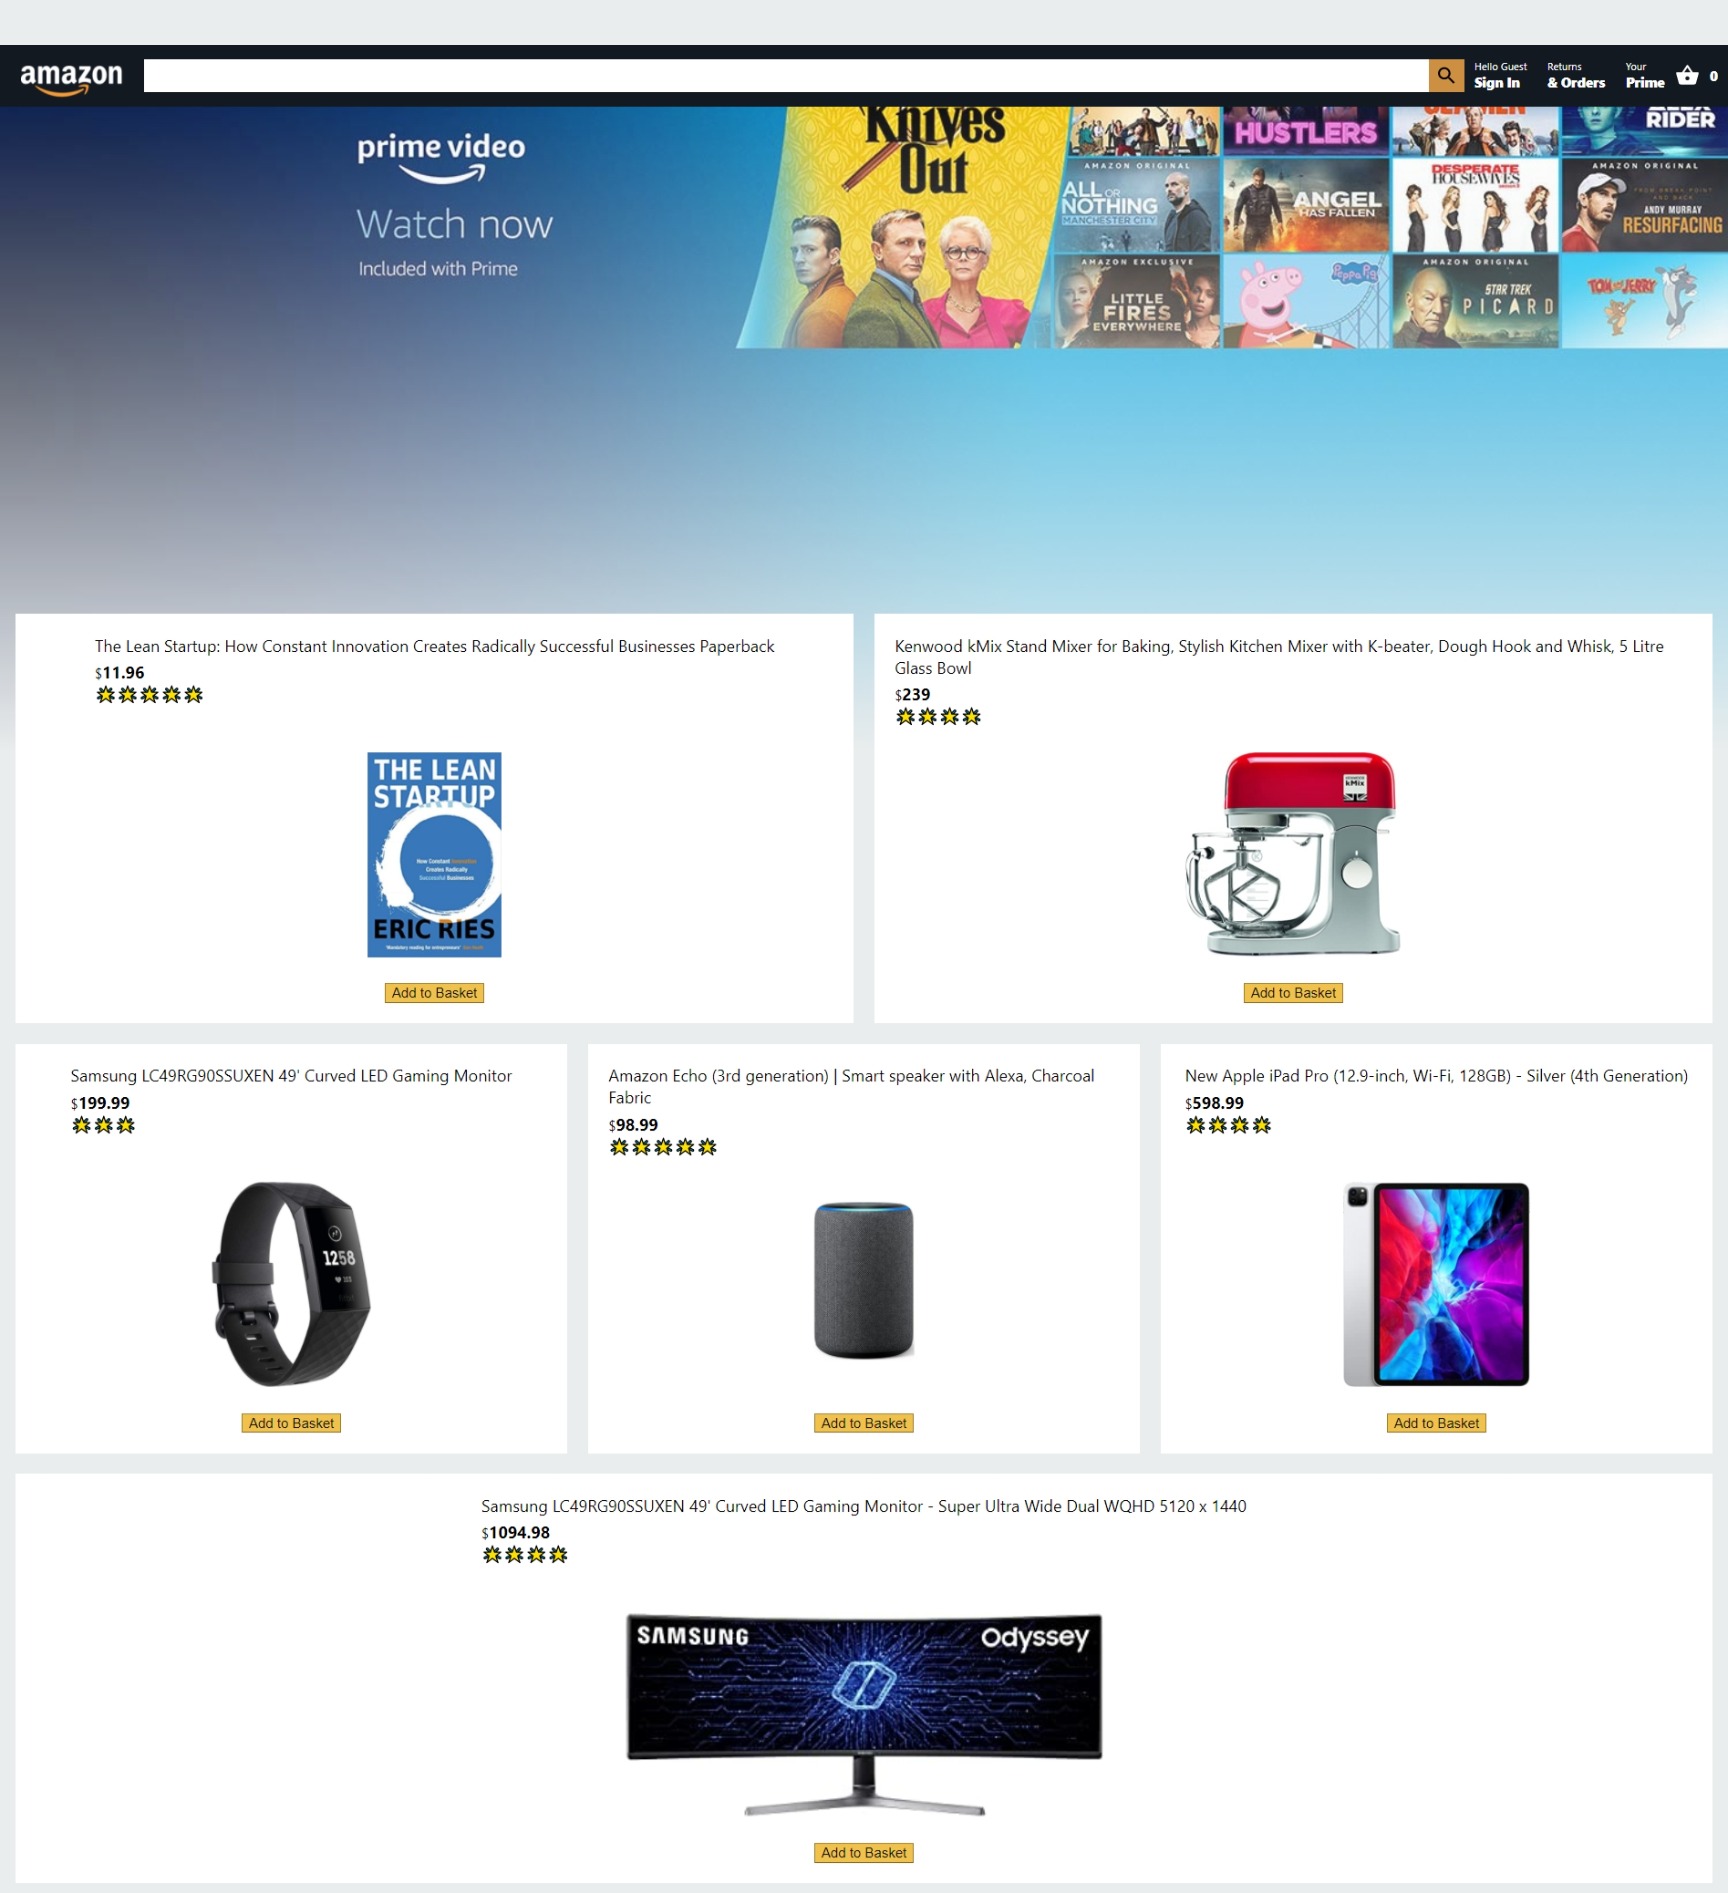 amazon
Hello Guest
Sign In
Returns
& Orders
Your
Prime
0
prime video
Watch now
Included with Prime
Knives
Out
HUSTLERS
RIDER
AMAZON ORIGINAL
ALL OR
NOTHING
MANCHESTER CITY
ANGEL
HAS FALLEN
DESPERATE
HOUSEWIVES
AMAZON ORIGINAL
ANDY MURRAY
RESURFACING
AMAZON EXCLUSIVE
LITTLE
FIRES
EVERYWHERE
Peppa Pig
AMAZON ORIGINAL
STAR TREK
PICARD
TOM and JERRY
The Lean Startup: How Constant Innovation Creates Radically Successful Businesses Paperback
$11.96
THE LEAN
STARTUP
How Constant Innovation
Creates Radically
Successful Businesses
ERIC RIES
Add to Basket
Kenwood kMix Stand Mixer for Baking, Stylish Kitchen Mixer with K-beater, Dough Hook and Whisk, 5 Litre
Glass Bowl
$239
kMix
Add to Basket
Samsung LC49RG90SSUXEN 49' Curved LED Gaming Monitor
$199.99
1258
Add to Basket
Amazon Echo (3rd generation) | Smart speaker with Alexa, Charcoal
Fabric
$98.99
Add to Basket
New Apple iPad Pro (12.9-inch, Wi-Fi, 128GB) - Silver (4th Generation)
$598.99
Add to Basket
Samsung LC49RG90SSUXEN 49' Curved LED Gaming Monitor - Super Ultra Wide Dual WQHD 5120 x 1440
$1094.98
SAMSUNG
Odyssey
Add to Basket